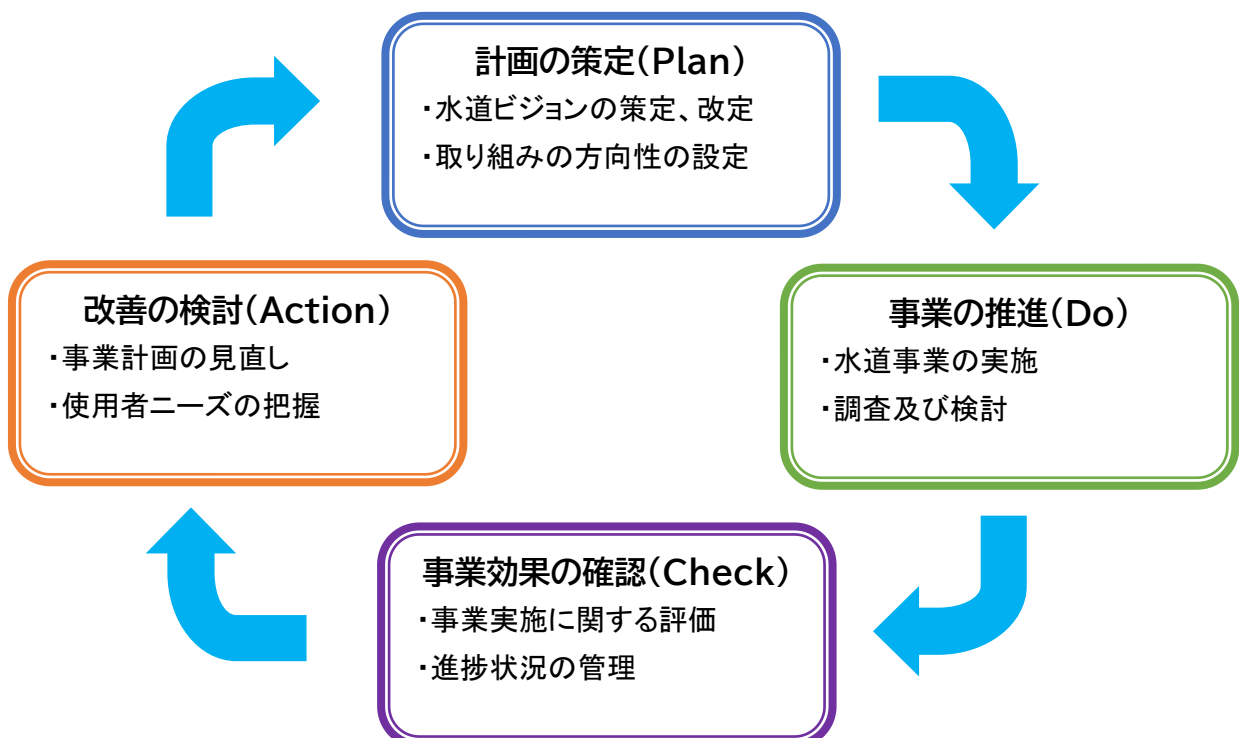 計画の策定(Plan)
・水道ビジョンの策定、改定
・取り組みの方向性の設定
事業の推進(Do)
・水道事業の実施
・調査及び検討
事業効果の確認(Check)
・事業実施に関する評価
・進捗状況の管理
改善の検討(Action)
・事業計画の見直し
・使用者ニーズの把握